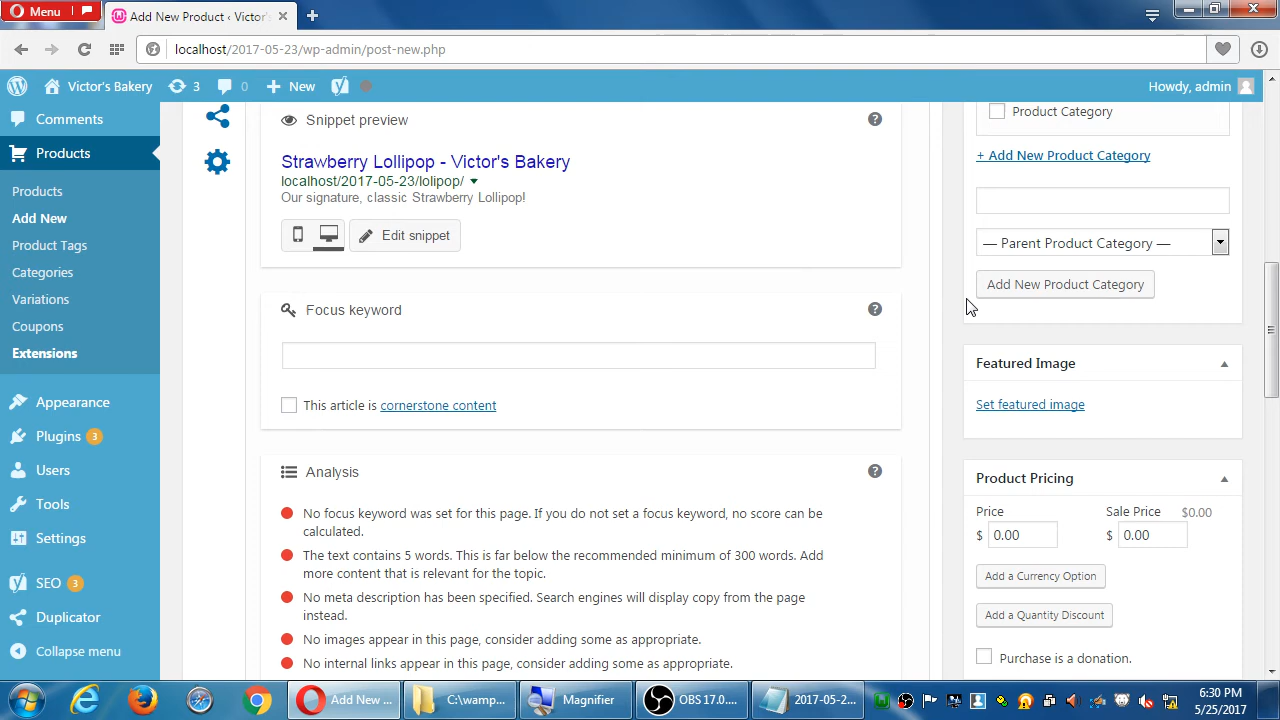 Menu
Add New Product ‹ Victor's
localhost/2017-05-23/wp-admin/post-new.php
Victor's Bakery
3
0
New
Howdy, admin
Comments
Products
Products
Add New
Product Tags
Categories
Variations
Coupons
Extensions
Appearance
Plugins 3
Users
Tools
Settings
SEO 3
Duplicator
Collapse menu
Snippet preview
Strawberry Lollipop - Victor's Bakery
localhost/2017-05-23/lolipop/
Our signature, classic Strawberry Lollipop!
Edit snippet
Focus keyword
This article is cornerstone content
Analysis
No focus keyword was set for this page. If you do not set a focus keyword, no score can be
calculated.
The text contains 5 words. This is far below the recommended minimum of 300 words. Add
more content that is relevant for the topic.
No meta description has been specified. Search engines will display copy from the page
instead.
No images appear in this page, consider adding some as appropriate.
No internal links appear in this page, consider adding some as appropriate.
Product Category
+ Add New Product Category
— Parent Product Category —
Add New Product Category
Featured Image
Set featured image
Product Pricing
Price Sale Price $0.00
$ 0.00 $ 0.00
Add a Currency Option
Add a Quantity Discount
Purchase is a donation.
Add New ...
C:\wamp...
Magnifier
OBS 17.0....
2017-05-2...
6:30 PM
5/25/2017